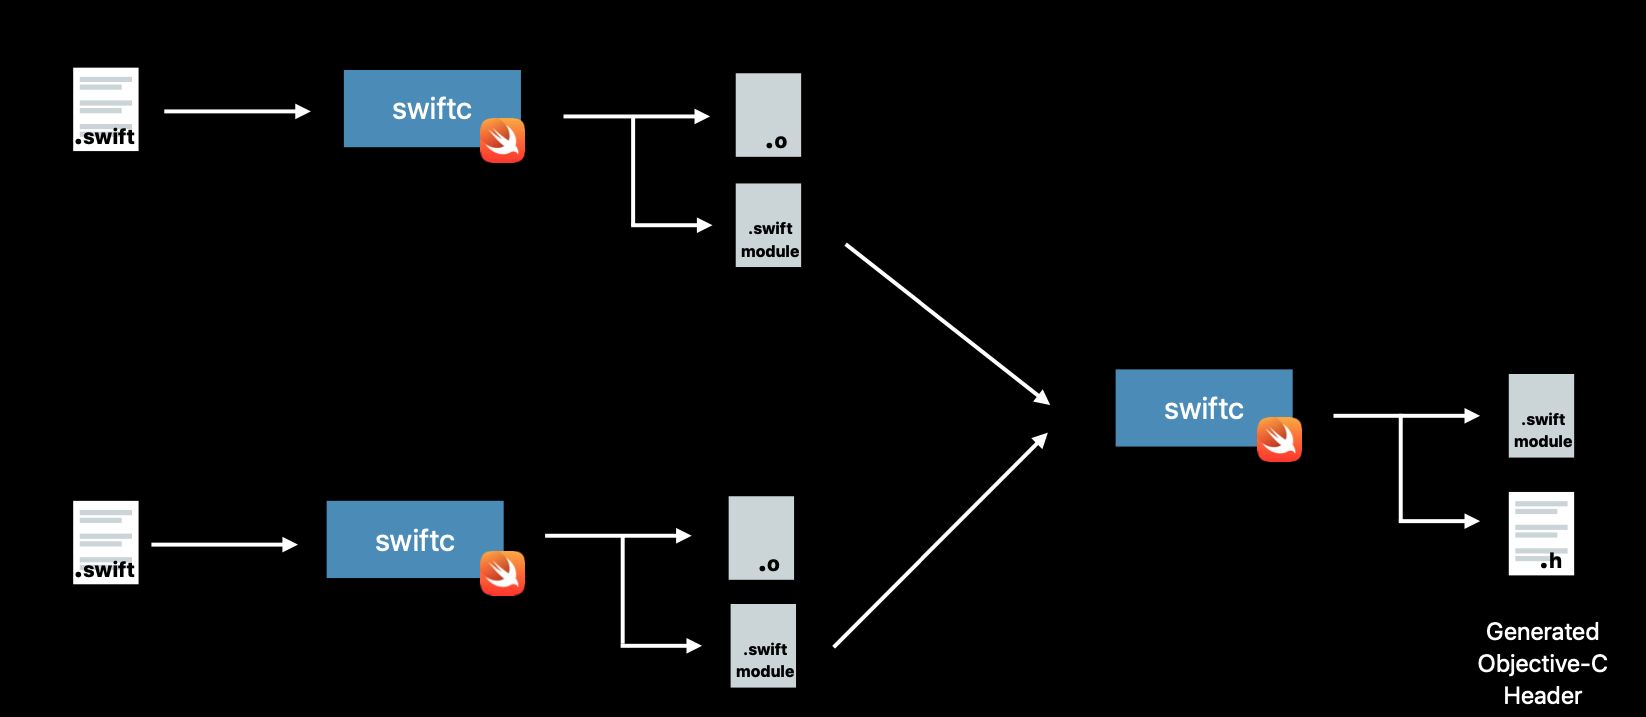 .swift
swiftc
.o
.swift
module
.swift
swiftc
.o
.swift
module
swiftc
.swift
module
.h
Generated
Objective-C
Header